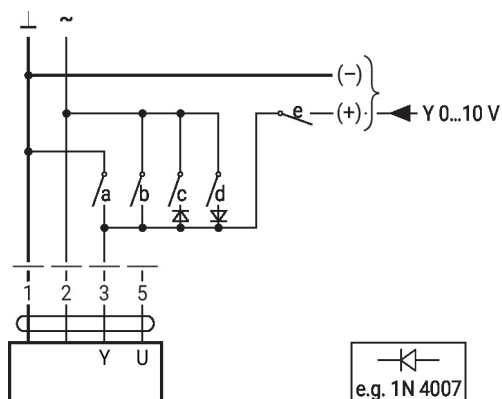 ⊥ ~
(–)
e (+) Y 0...10 V
a b c d
1 2 3 5
Y U
e.g. 1N 4007